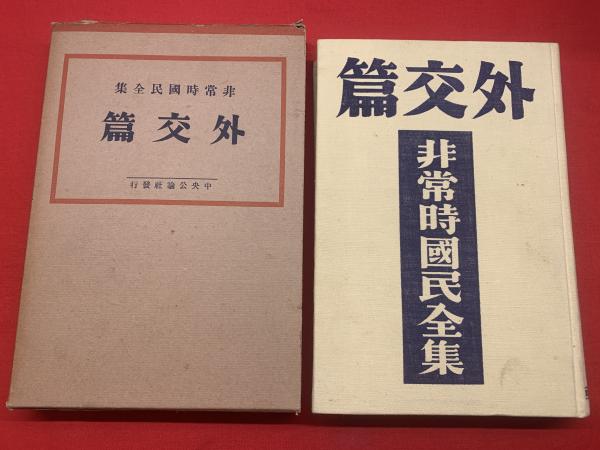 非常時國民全集
外交篇
中央公論社發行
外交篇
非常時國民全集